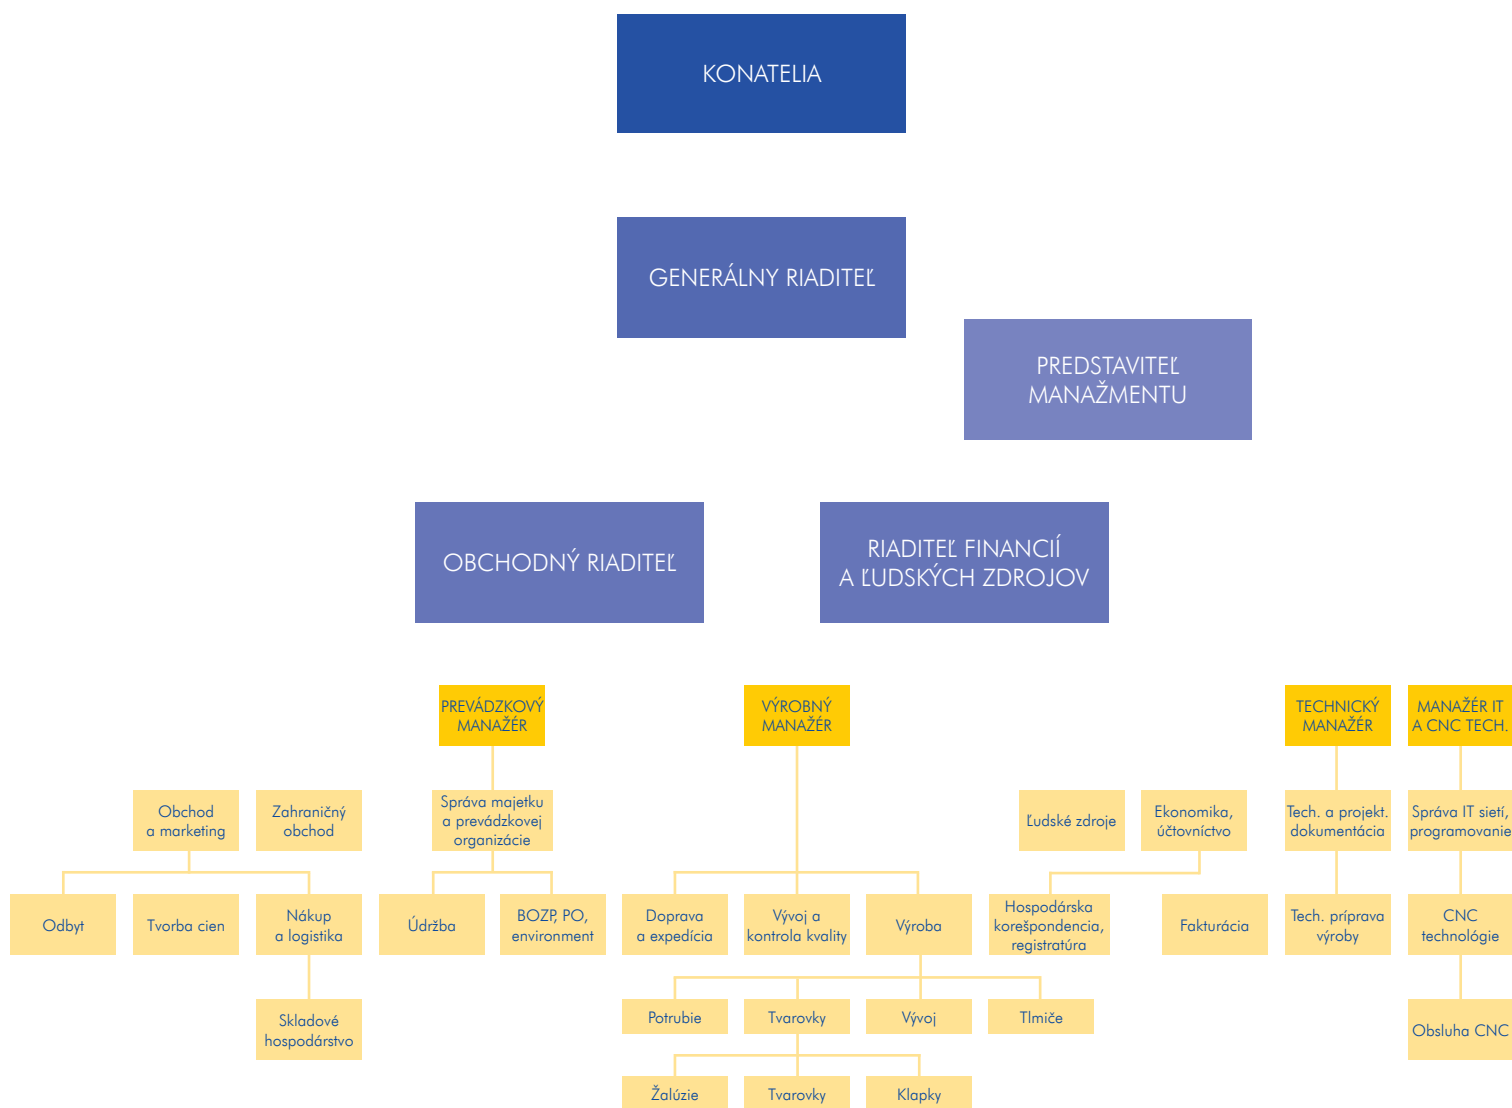 KONATELIA
GENERÁLNY RIADITEĽ
PREDSTAVITEĽ
MANAŽMENTU
OBCHODNÝ RIADITEĽ
RIADITEĽ FINANCIÍ
A ĽUDSKÝCH ZDROJOV
PREVÁDZKOVÝ
MANAŽÉR
VÝROBNÝ
MANAŽÉR
TECHNICKÝ
MANAŽÉR
MANAŽÉR IT
A CNC TECH.
Obchod
a marketing
Zahraničný
obchod
Správa majetku
a prevádzkovej
organizácie
Ľudské zdroje
Ekonomika,
účtovníctvo
Tech. a projekt.
dokumentácia
Správa IT sietí,
programovanie
Odbyt
Tvorba cien
Nákup
a logistika
Údržba
BOZP, PO,
environment
Doprava
a expedícia
Vývoj a
kontrola kvality
Výroba
Hospodárska
korešpondencia,
registratúra
Fakturácia
Tech. príprava
výroby
CNC
technológie
Skladové
hospodárstvo
Potrubie
Tvarovky
Vývoj
Tlmiče
Obsluha CNC
Žalúzie
Tvarovky
Klapky